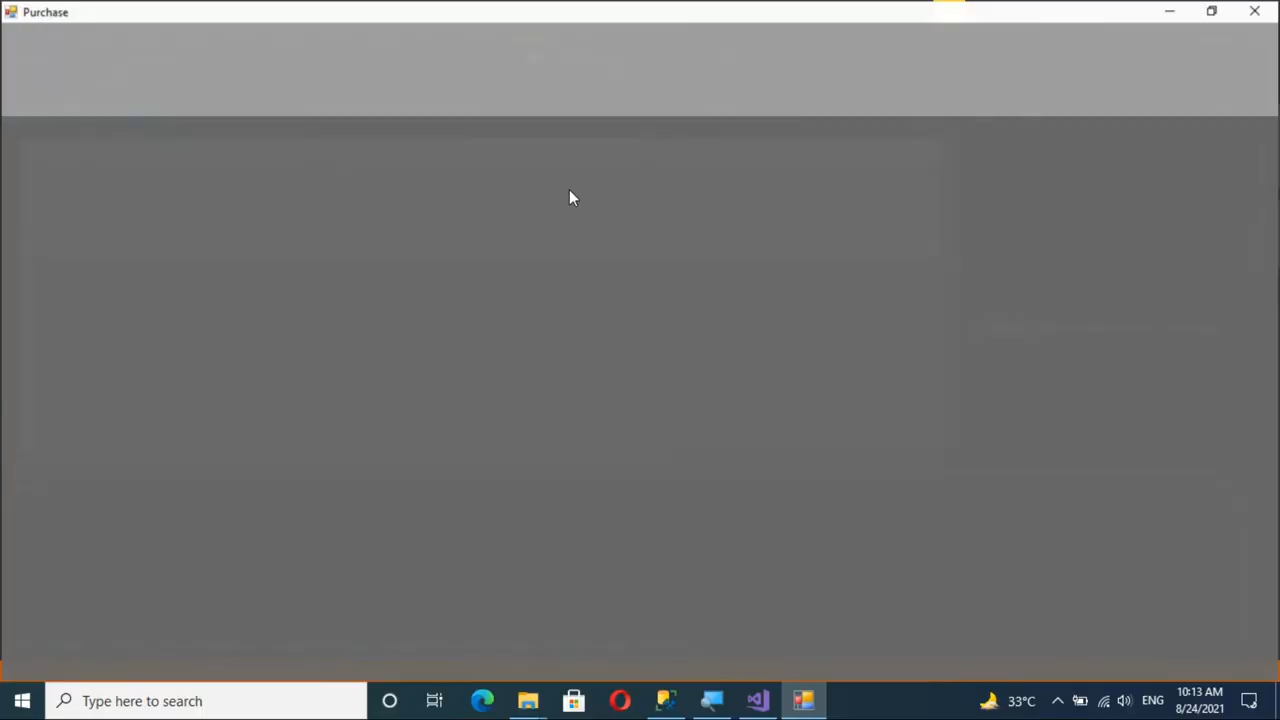 Purchase
Type here to search
33°C
ENG
10:13 AM
8/24/2021